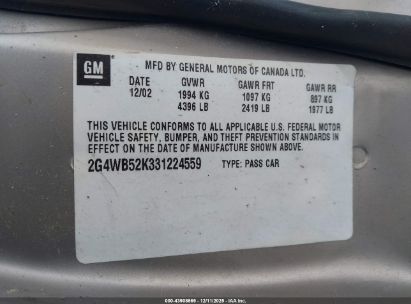 GM
MFD BY GENERAL MOTORS OF CANADA LTD.
DATE GVWR GAWR FRT GAWR RR
12/02 1994 KG 1097 KG 897 KG
4396 LB 2419 LB 1977 LB
THIS VEHICLE CONFORMS TO ALL APPLICABLE U.S. FEDERAL MOTOR
VEHICLE SAFETY, BUMPER, AND THEFT PREVENTION STANDARDS IN
EFFECT ON THE DATE OF MANUFACTURE SHOWN ABOVE.
2G4WB52K331224559 TYPE: PASS CAR